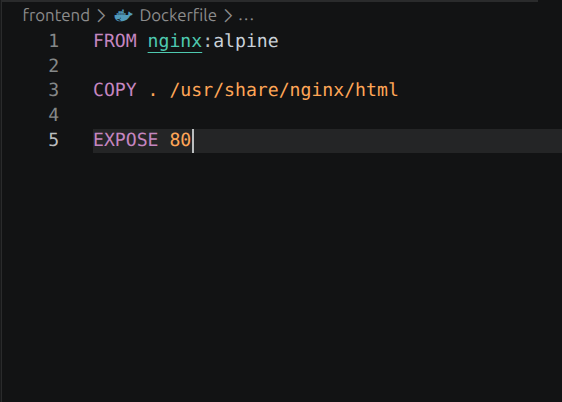 frontend > Dockerfile > ...
1 FROM nginx:alpine
2
3 COPY . /usr/share/nginx/html
4
5 EXPOSE 80